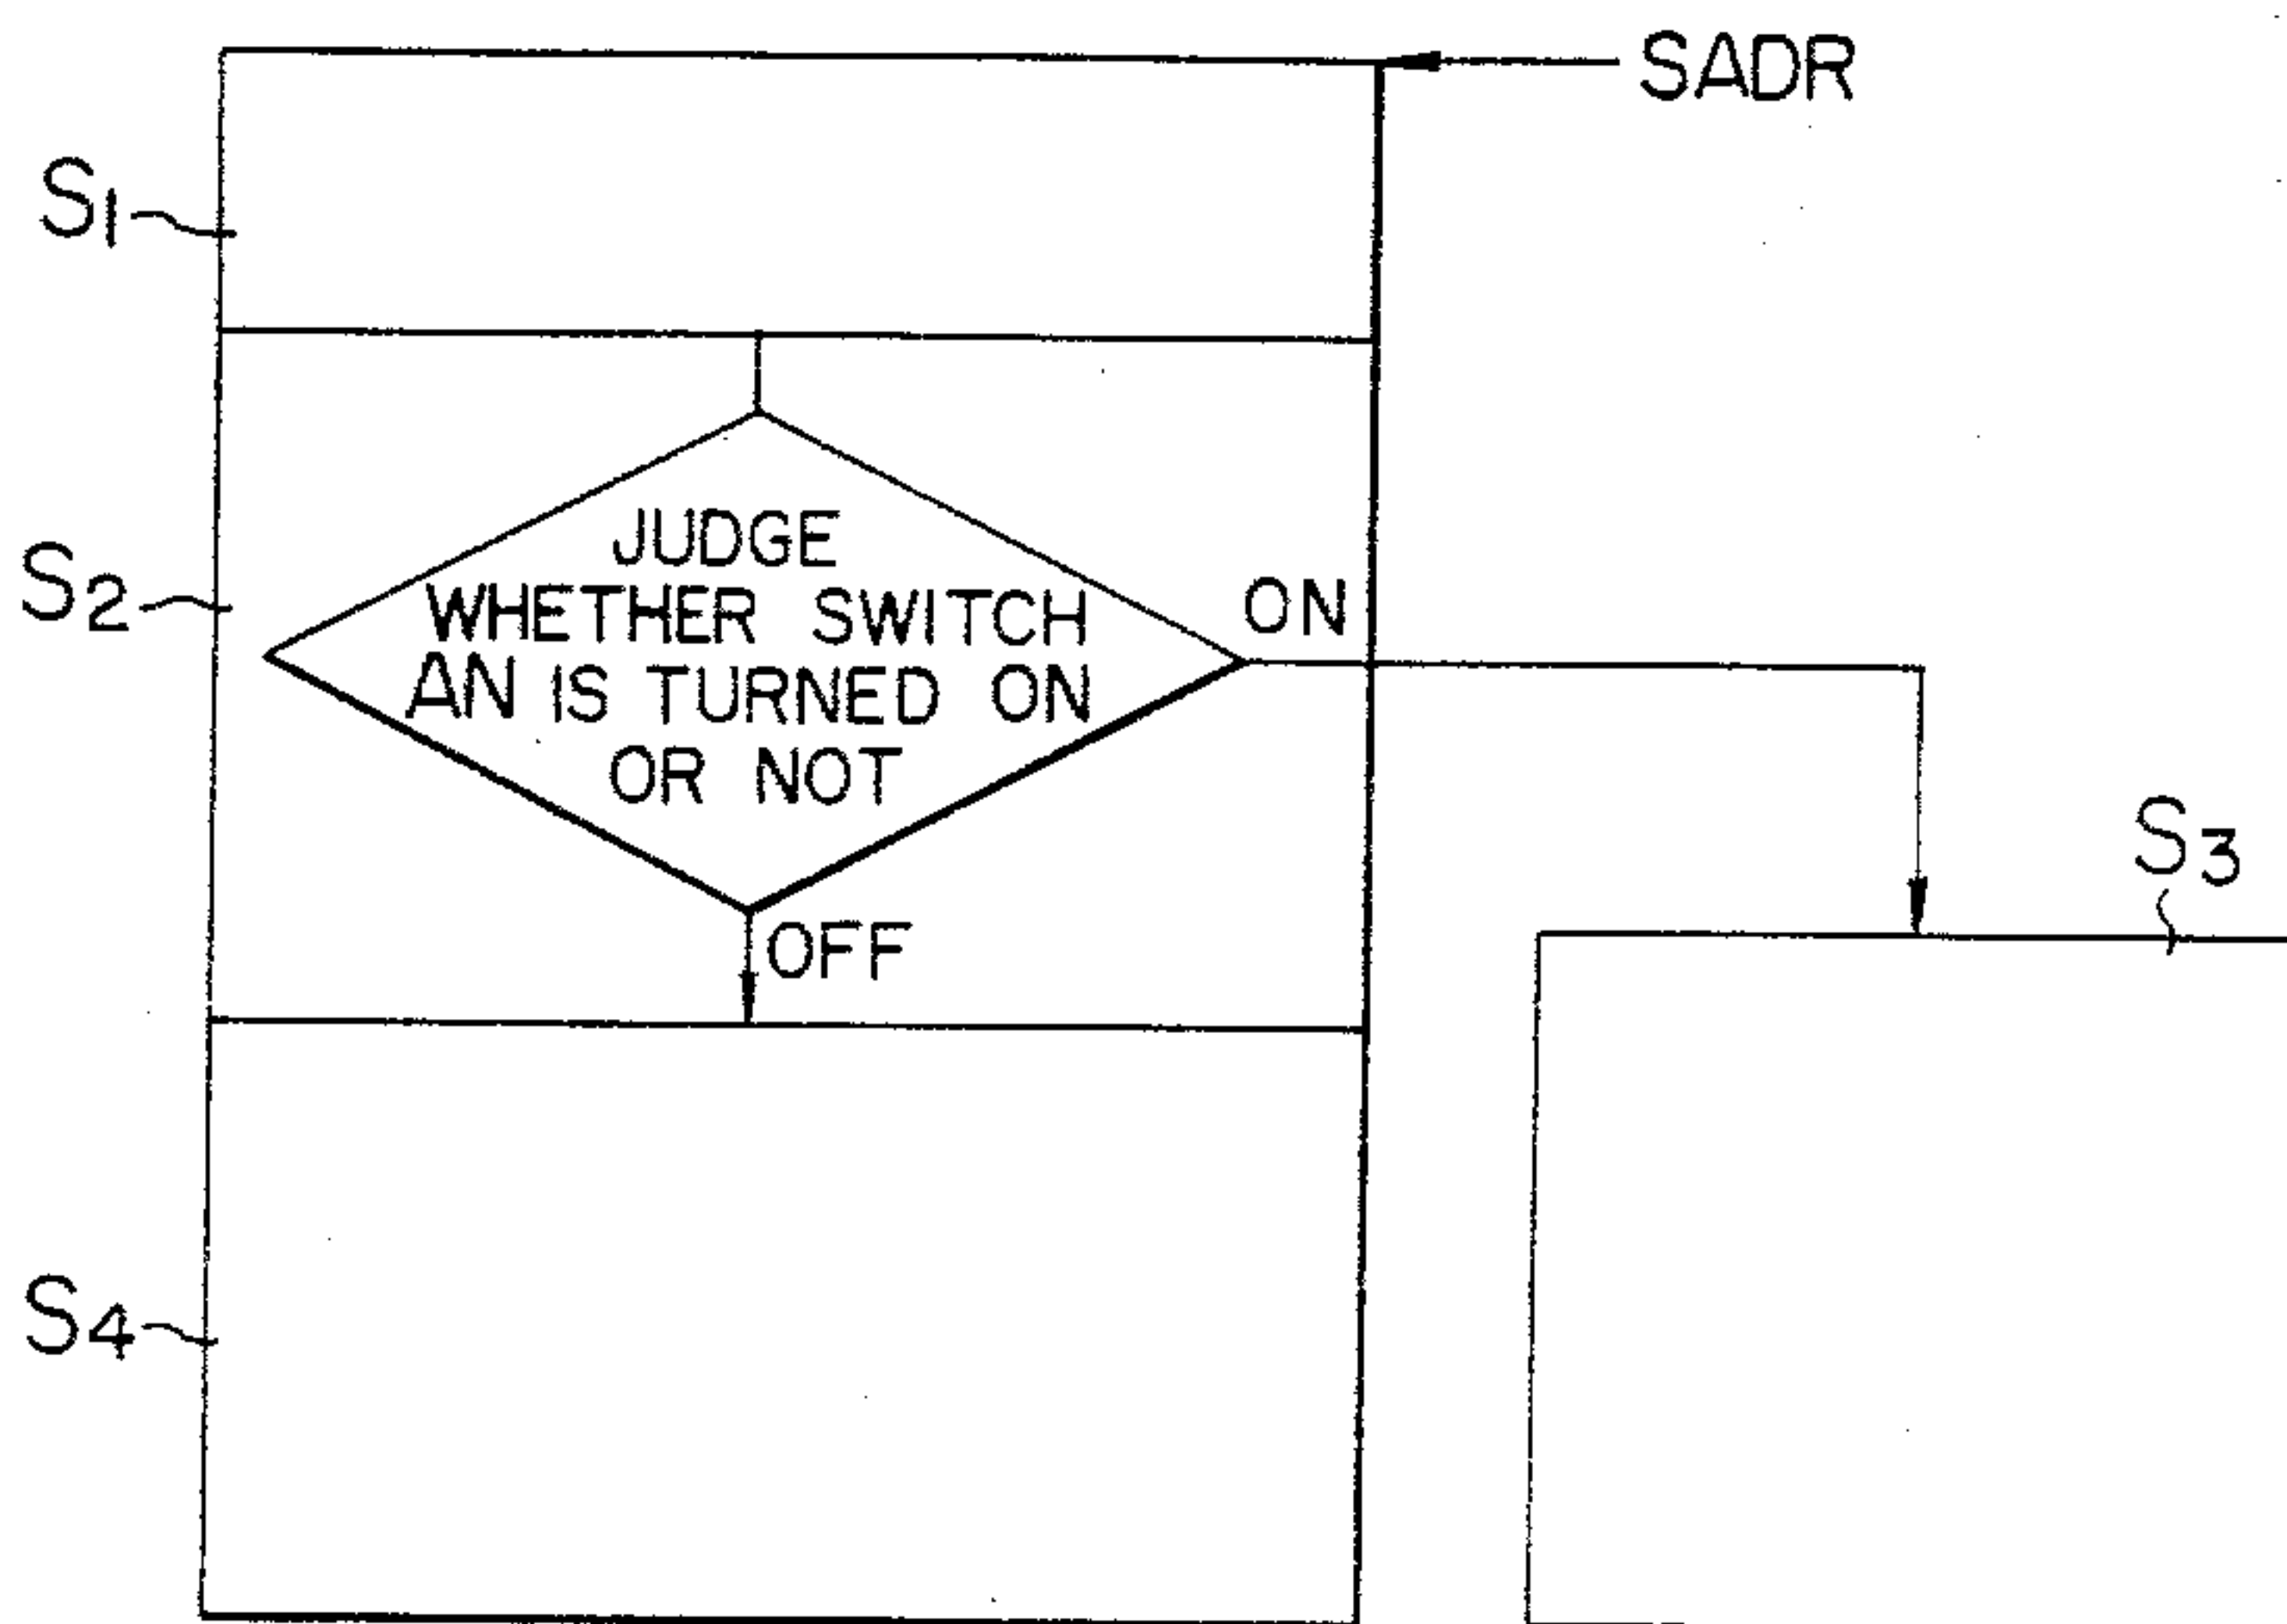 SADR
S1
JUDGE
WHETHER SWITCH
AN IS TURNED ON
OR NOT
ON
S2
OFF
S3
S4